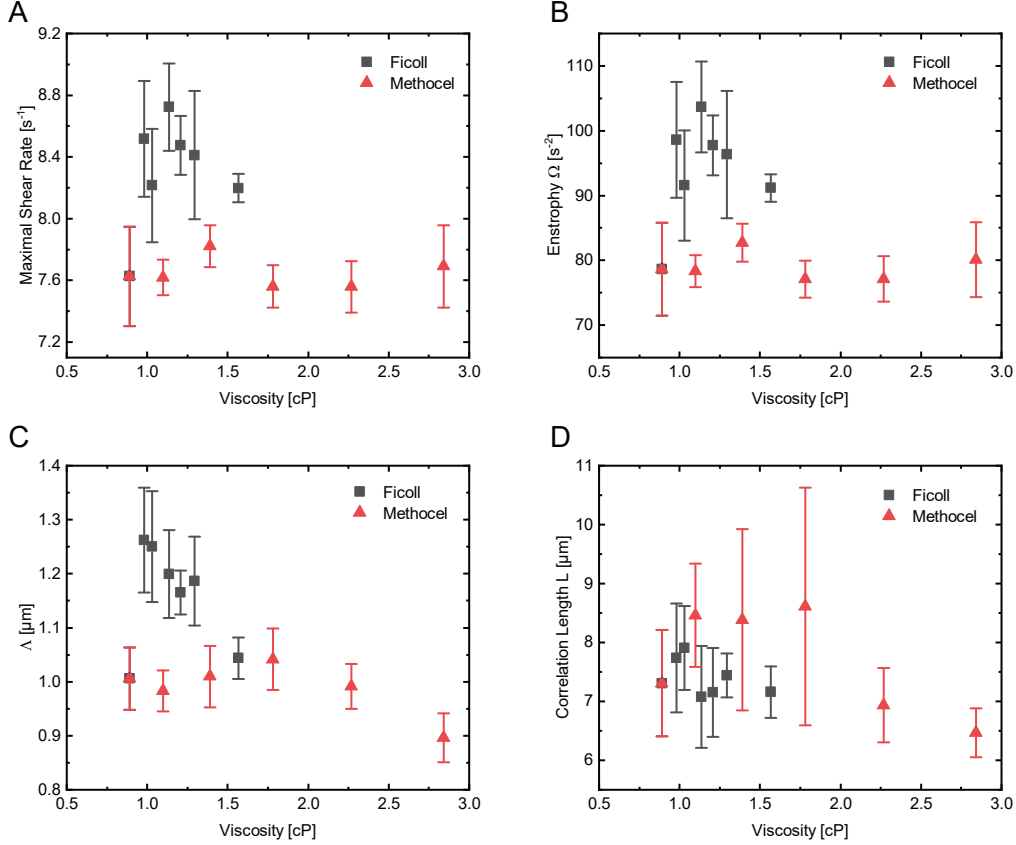 A
Maximal Shear Rate [s⁻¹]
9.2
8.8
8.4
8.0
7.6
7.2
Ficoll
Methocel
0.5 1.0 1.5 2.0 2.5 3.0
Viscosity [cP]
B
Enstrophy Ω [s⁻²]
110
100
90
80
70
Ficoll
Methocel
0.5 1.0 1.5 2.0 2.5 3.0
Viscosity [cP]
C
Λ [µm]
1.4
1.3
1.2
1.1
1.0
0.9
0.8
Ficoll
Methocel
0.5 1.0 1.5 2.0 2.5 3.0
Viscosity [cP]
D
Correlation Length L [µm]
11
10
9
8
7
6
Ficoll
Methocel
0.5 1.0 1.5 2.0 2.5 3.0
Viscosity [cP]